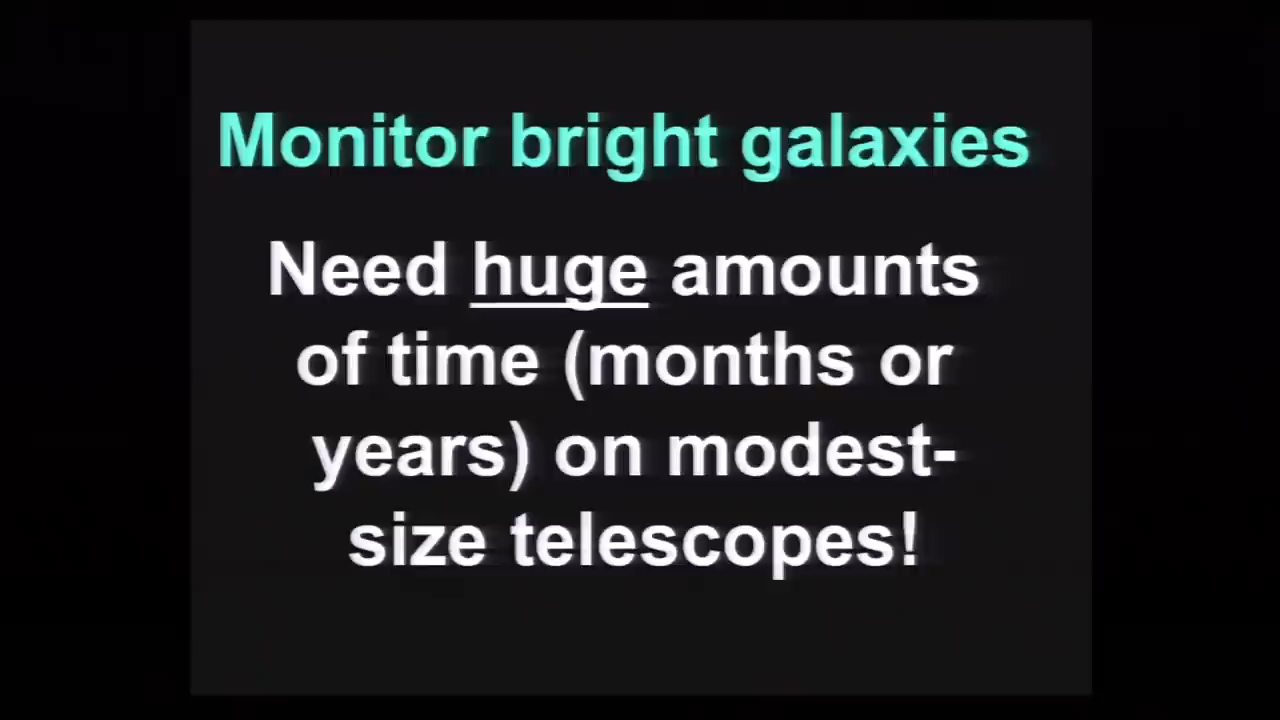 Monitor bright galaxies
Need huge amounts
of time (months or
years) on modest-
size telescopes!